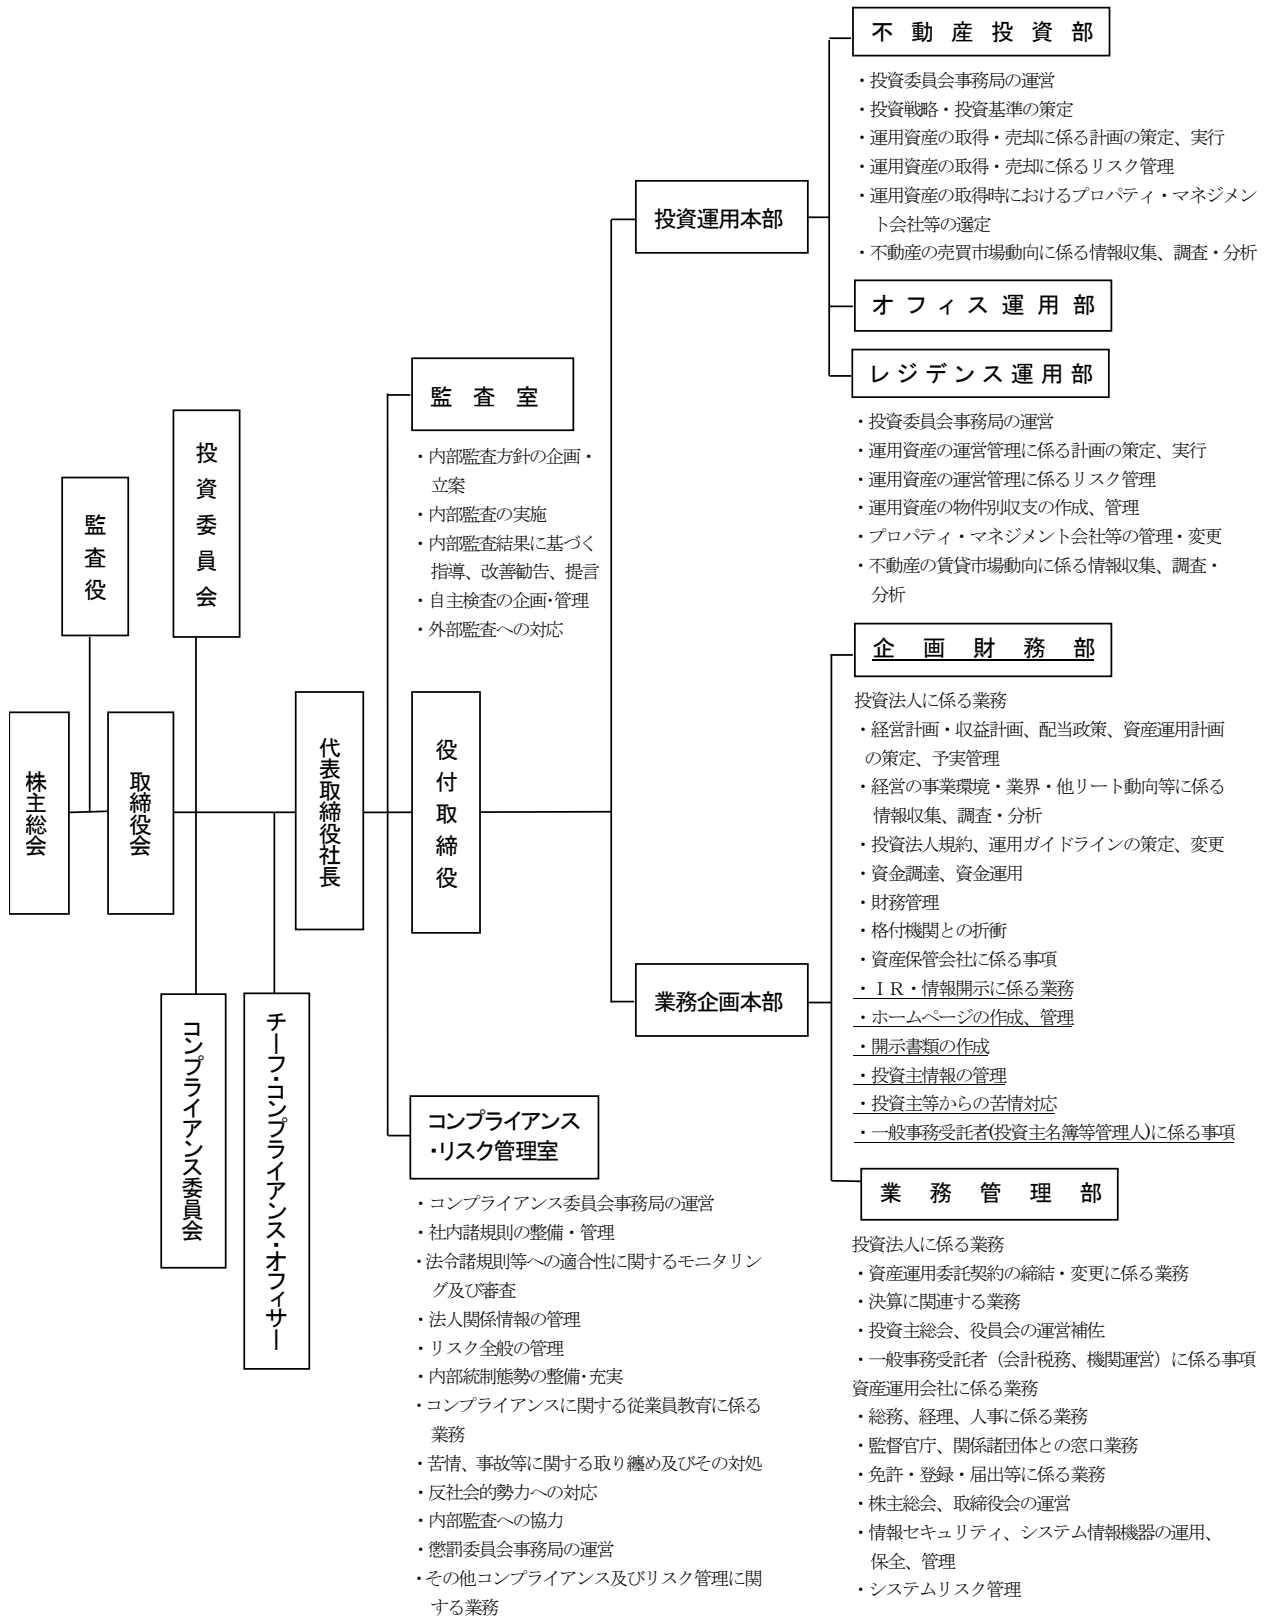 不動産投資部
・投資委員会事務局の運営
・投資戦略・投資基準の策定
・運用資産の取得・売却に係る計画の策定、実行
・運用資産の取得・売却に係るリスク管理
・運用資産の取得時におけるプロパティ・マネジメン
ト会社等の選定
・不動産の売買市場動向に係る情報収集、調査・分析
投資運用本部
オフィス運用部
レジデンス運用部
・投資委員会事務局の運営
・運用資産の運営管理に係る計画の策定、実行
・運用資産の運営管理に係るリスク管理
・運用資産の物件別収支の作成、管理
・プロパティ・マネジメント会社等の管理・変更
・不動産の賃貸市場動向に係る情報収集、調査・
分析
監査室
・内部監査方針の企画・
立案
・内部監査の実施
・内部監査結果に基づく
指導、改善勧告、提言
・自主検査の企画・管理
・外部監査への対応
投資委員会
監査役
株主総会
取締役会
代表取締役社長
役付取締役
企画財務部
投資法人に係る業務
・経営計画・収益計画、配当政策、資産運用計画
の策定、予実管理
・経営の事業環境・業界・他リート動向等に係る
情報収集、調査・分析
・投資法人規約、運用ガイドラインの策定、変更
・資金調達、資金運用
・財務管理
・格付機関との折衝
・資産保管会社に係る事項
・ＩＲ・情報開示に係る業務
・ホームページの作成、管理
・開示書類の作成
・投資主情報の管理
・投資主等からの苦情対応
・一般事務受託者(投資主名簿等管理人)に係る事項
業務企画本部
コンプライアンス委員会
チーフ・コンプライアンス・オフィサー
コンプライアンス
・リスク管理室
・コンプライアンス委員会事務局の運営
・社内諸規則の整備・管理
・法令諸規則等への適合性に関するモニタリン
グ及び審査
・法人関係情報の管理
・リスク全般の管理
・内部統制態勢の整備・充実
・コンプライアンスに関する従業員教育に係る
業務
・苦情、事故等に関する取り纏め及びその対処
・反社会的勢力への対応
・内部監査への協力
・懲罰委員会事務局の運営
・その他コンプライアンス及びリスク管理に関
する業務
業務管理部
投資法人に係る業務
・資産運用委託契約の締結・変更に係る業務
・決算に関連する業務
・投資主総会、役員会の運営補佐
・一般事務受託者（会計税務、機関運営）に係る事項
資産運用会社に係る業務
・総務、経理、人事に係る業務
・監督官庁、関係諸団体との窓口業務
・免許・登録・届出等に係る業務
・株主総会、取締役会の運営
・情報セキュリティ、システム情報機器の運用、
保全、管理
・システムリスク管理